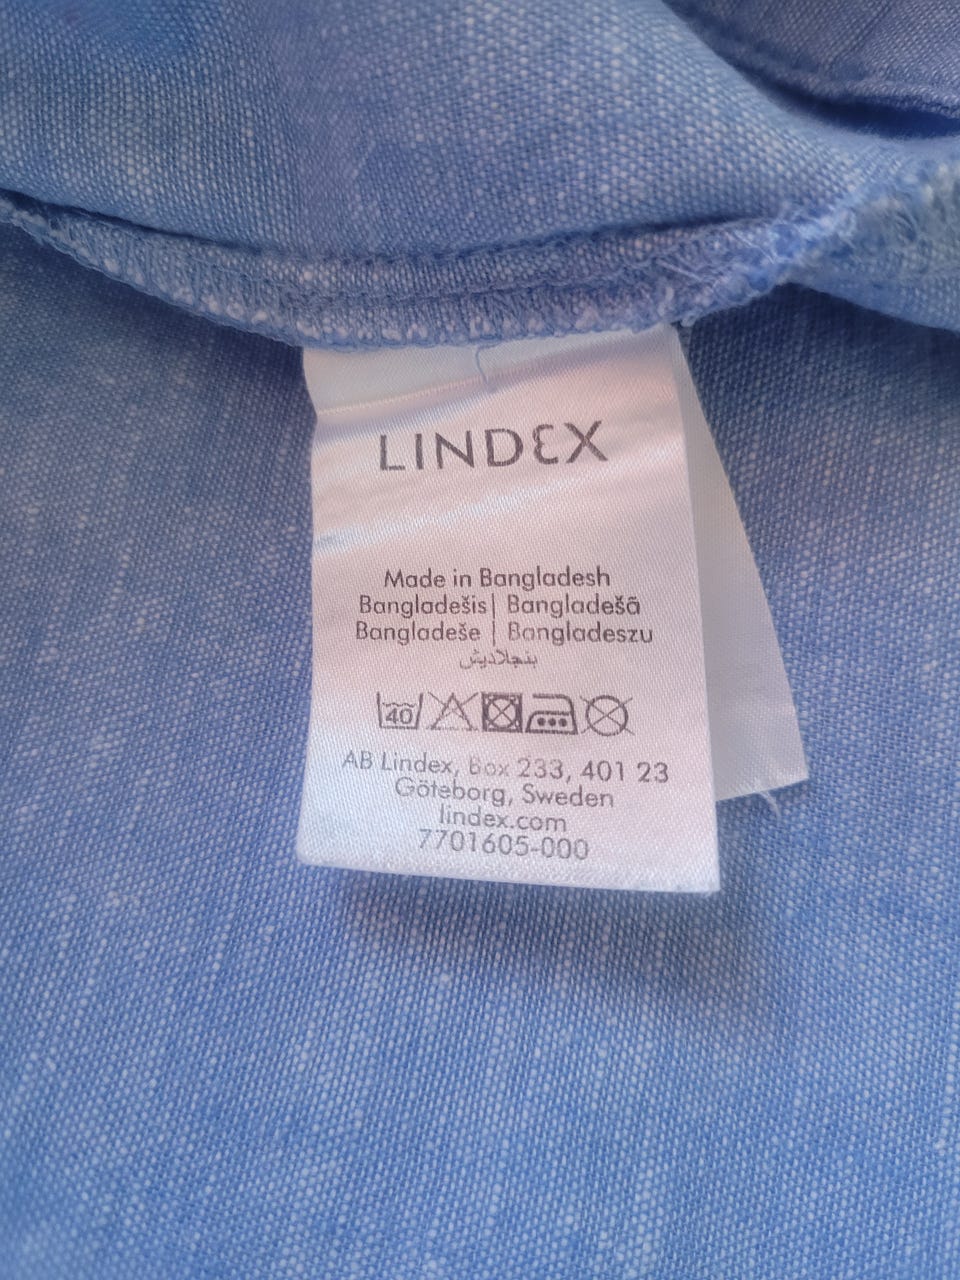 LINDEX
Made in Bangladesh
Bangladešis| Bangladešā
Bangladeše | Bangladeszu
بنجلاديش
40
AB Lindex, Box 233, 401 23
Göteborg, Sweden
lindex.com
7701605-000